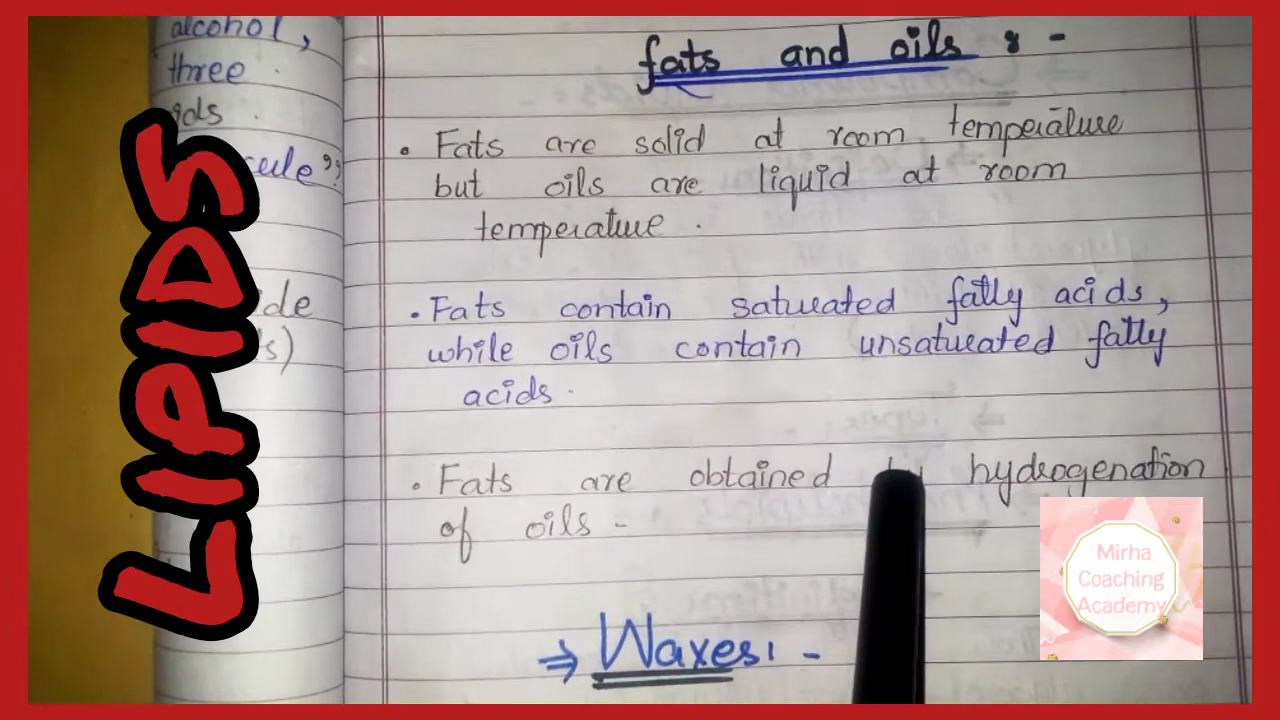 alcohol,
three
LIPIDS
fats and oils :-
• Fats are solid at room temperature
but oils are liquid at room
temperature.
• Fats contain saturated fatty acids,
while oils contain unsaturated fatty
acids.
• Fats are obtained hydrogenation
of oils -
⇒ Waxes: -
Mirha
Coaching
Academy